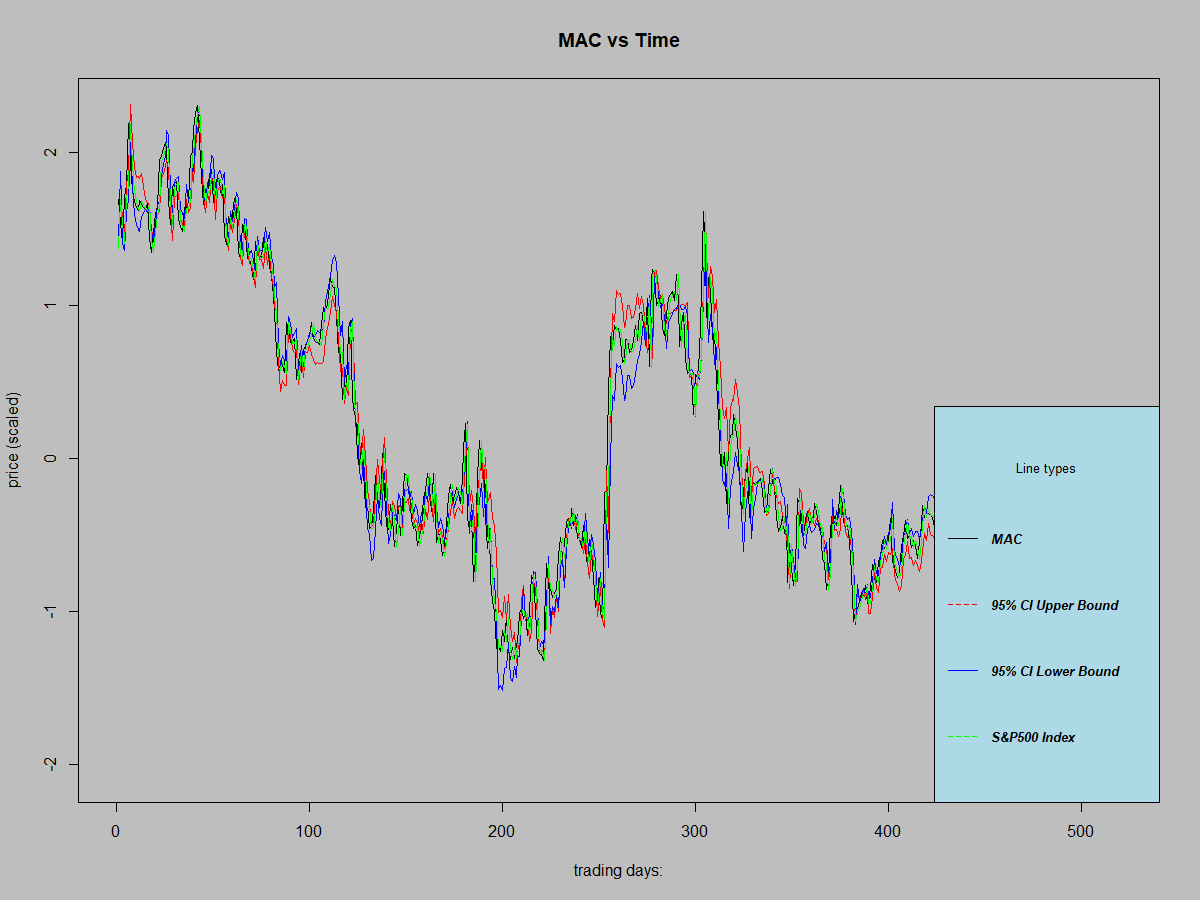 MAC vs Time
price (scaled)
2
1
0
-1
-2
0 100 200 300 400 500
trading days:
Line types
MAC
95% CI Upper Bound
95% CI Lower Bound
S&P500 Index